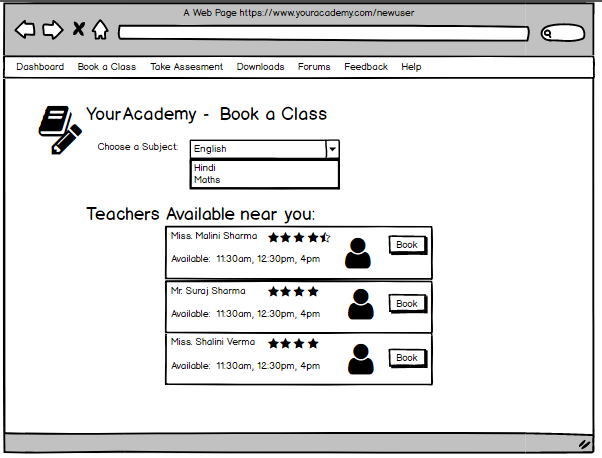 A Web Page https://www.youracademy.com/newuser
Dashboard Book a Class Take Assesment Downloads Forums Feedback Help
YourAcademy - Book a Class
Choose a Subject: English
Hindi
Maths
Teachers Available near you:
Miss. Malini Sharma
Book
Available: 11:30am, 12:30pm, 4pm
Mr. Suraj Sharma
Book
Available: 11:30am, 12:30pm, 4pm
Miss. Shalini Verma
Book
Available: 11:30am, 12:30pm, 4pm